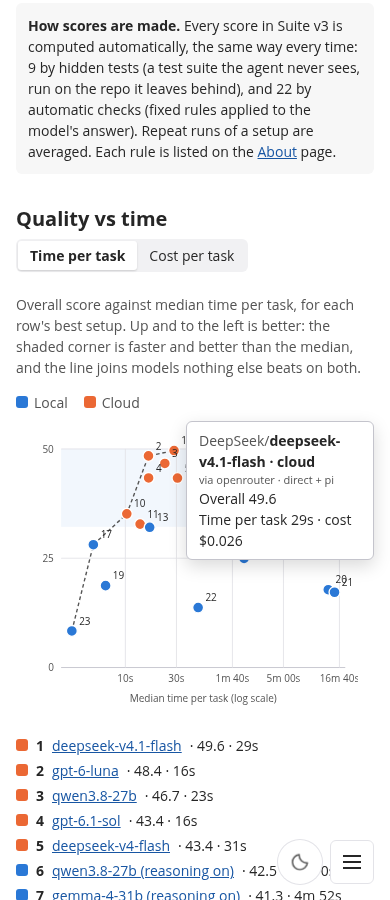 How scores are made. Every score in Suite v3 is
computed automatically, the same way every time:
9 by hidden tests (a test suite the agent never sees,
run on the repo it leaves behind), and 22 by
automatic checks (fixed rules applied to the
model's answer). Repeat runs of a setup are
averaged. Each rule is listed on the About page.
Quality vs time
Time per task Cost per task
Overall score against median time per task, for each
row's best setup. Up and to the left is better: the
shaded corner is faster and better than the median,
and the line joins models nothing else beats on both.
Local Cloud
DeepSeek/deepseek-
v4.1-flash · cloud
via openrouter · direct + pi
Overall 49.6
Time per task 29s · cost
$0.026
50
2
1
3
4
10
11
13
17
25
19
20
21
22
23
0
10s 30s 1m 40s 5m 00s 16m 40s
Median time per task (log scale)
1 deepseek-v4.1-flash · 49.6 · 29s
2 gpt-6-luna · 48.4 · 16s
3 qwen3.8-27b · 46.7 · 23s
4 gpt-6.1-sol · 43.4 · 16s
5 deepseek-v4-flash · 43.4 · 31s
6 qwen3.8-27b (reasoning on) · 42.5
7 gemma-4-31b (reasoning on) · 41.3 · 4m 52s